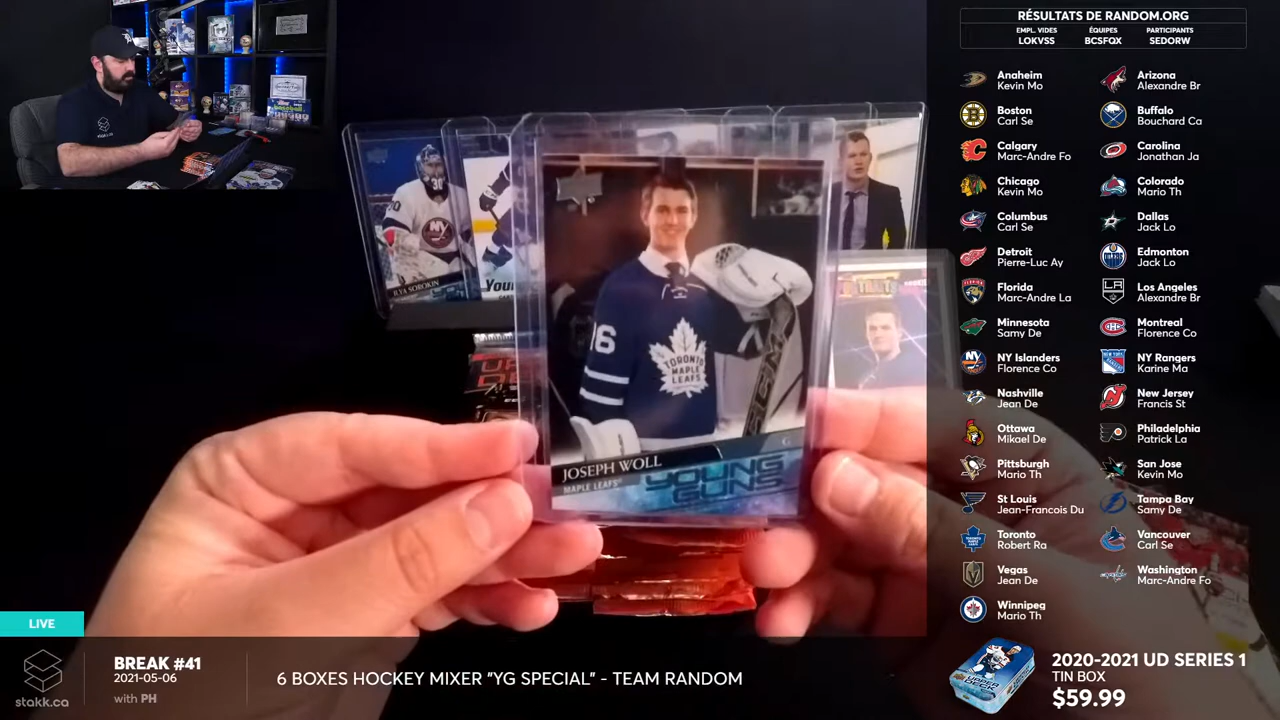 RÉSULTATS DE RANDOM.ORG
EMPL. VIDES
LOKVSS
ÉQUIPES
BCSFQX
PARTICIPANTS
SEDORW
Anaheim
Kevin Mo
Arizona
Alexandre Br
Boston
Carl Se
Buffalo
Bouchard Ca
Calgary
Marc-Andre Fo
Carolina
Jonathan Ja
Chicago
Kevin Mo
Colorado
Mario Th
Columbus
Carl Se
Dallas
Jack Lo
Detroit
Pierre-Luc Ay
Edmonton
Jack Lo
Florida
Marc-Andre La
Los Angeles
Alexandre Br
Minnesota
Samy De
Montreal
Florence Co
NY Islanders
Florence Co
NY Rangers
Karine Ma
Nashville
Jean De
New Jersey
Francis St
Ottawa
Mikael De
Philadelphia
Patrick La
Pittsburgh
Mario Th
San Jose
Kevin Mo
St Louis
Jean-Francois Du
Tampa Bay
Samy De
Toronto
Robert Ra
Vancouver
Carl Se
Vegas
Jean De
Washington
Marc-Andre Fo
Winnipeg
Mario Th
30
ILYA SOROKIN
16
TORONTO
MAPLE
LEAFS
G
JOSEPH WOLL
MAPLE LEAFS
YOUNG
GUNS
LIVE
stakk.ca
BREAK #41
2021-05-06
with PH
6 BOXES HOCKEY MIXER "YG SPECIAL" - TEAM RANDOM
2020-2021 UD SERIES 1
TIN BOX
$59.99